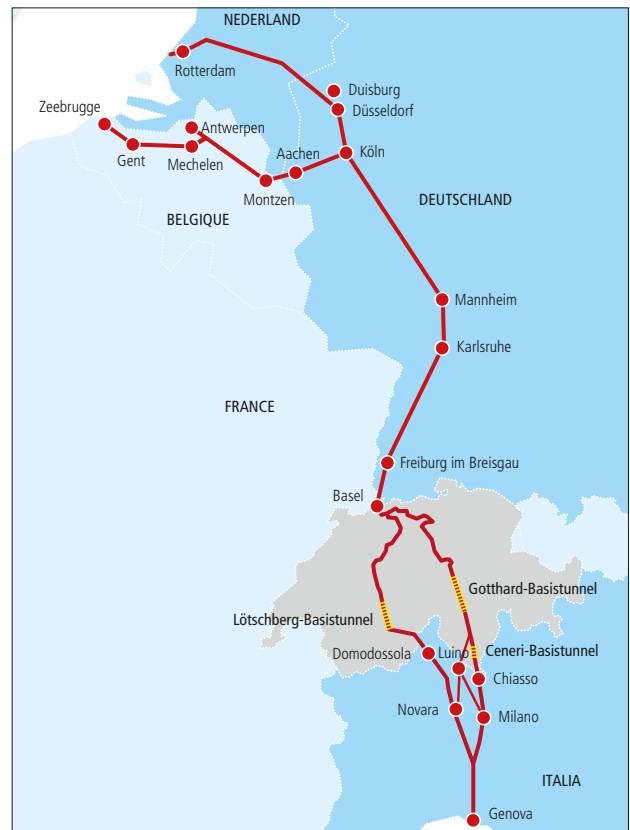 NEDERLAND
Rotterdam
Duisburg
Düsseldorf
Zeebrugge
Antwerpen
Gent
Mechelen
Aachen
Köln
Montzen
DEUTSCHLAND
BELGIQUE
Mannheim
Karlsruhe
FRANCE
Freiburg im Breisgau
Basel
Gotthard-Basistunnel
Lötschberg-Basistunnel
Domodossola
Luino
Ceneri-Basistunnel
Chiasso
Novara
Milano
ITALIA
Genova